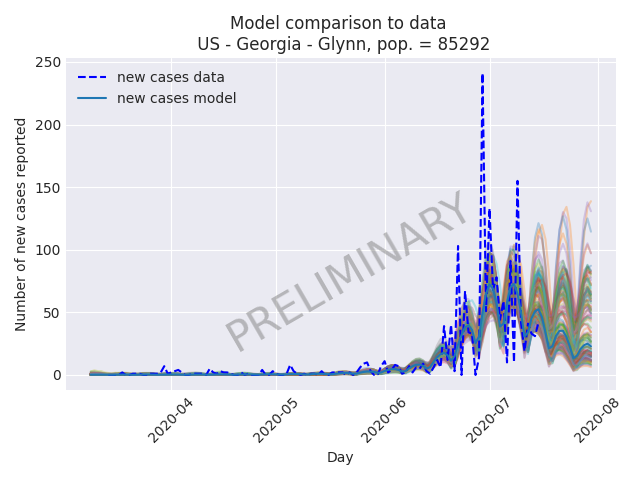 Model comparison to data
US - Georgia - Glynn, pop. = 85292
new cases data
new cases model
Number of new cases reported
250
200
150
100
50
0
PRELIMINARY
2020-04
2020-05
2020-06
2020-07
2020-08
Day